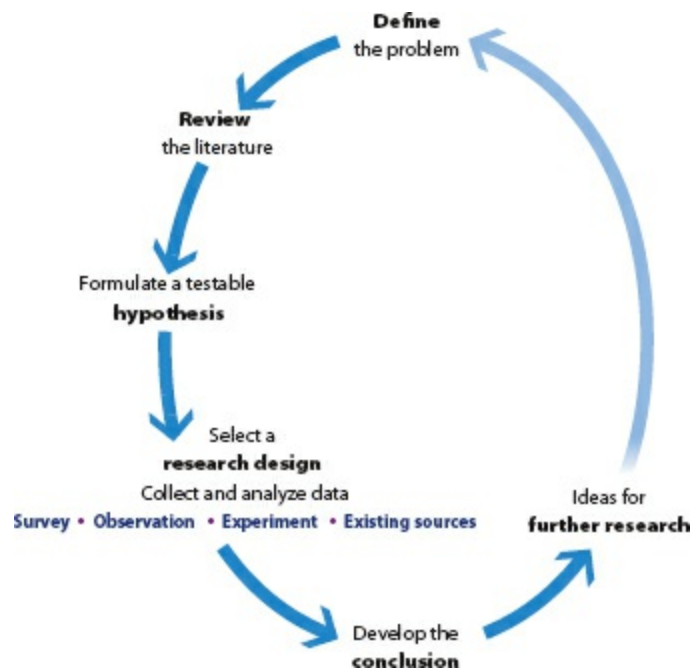 Define
the problem
Review
the literature
Formulate a testable
hypothesis
Select a
research design
Collect and analyze data
Survey • Observation • Experiment • Existing sources
Develop the
conclusion
Ideas for
further research